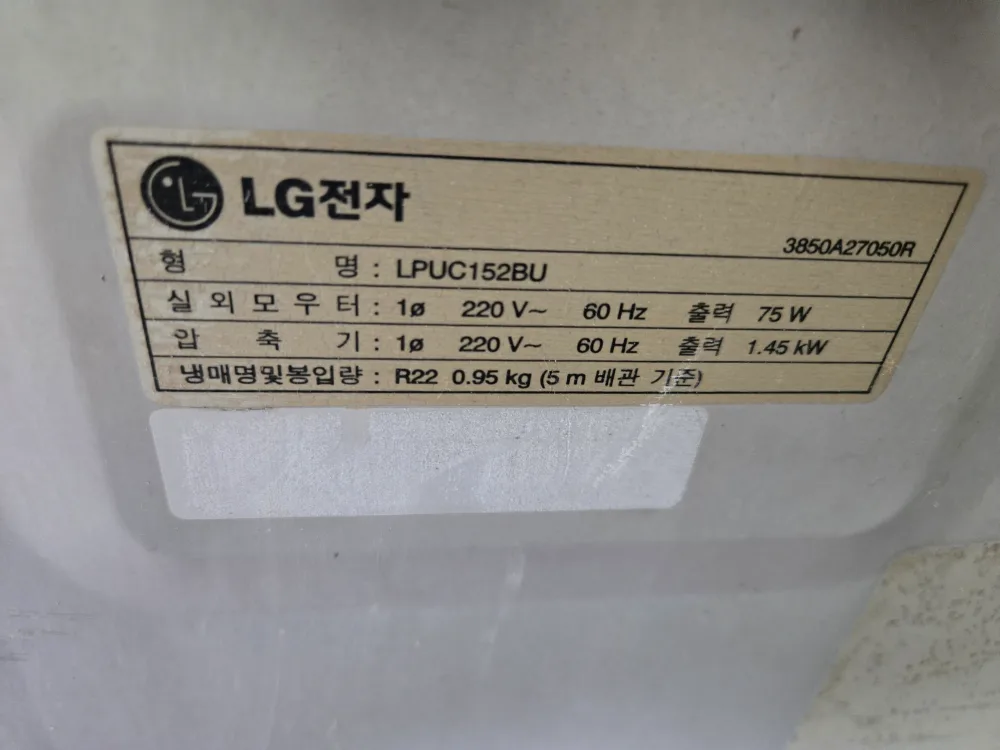 LG전자
3850A27050R
형 명 : LPUC152BU
실 외 모 우 터 : 1ø 220 V~ 60 Hz 출력 75 W
압 축 기 : 1ø 220 V~ 60 Hz 출력 1.45 kW
냉매명및봉입량 : R22 0.95 kg (5 m 배관 기준)